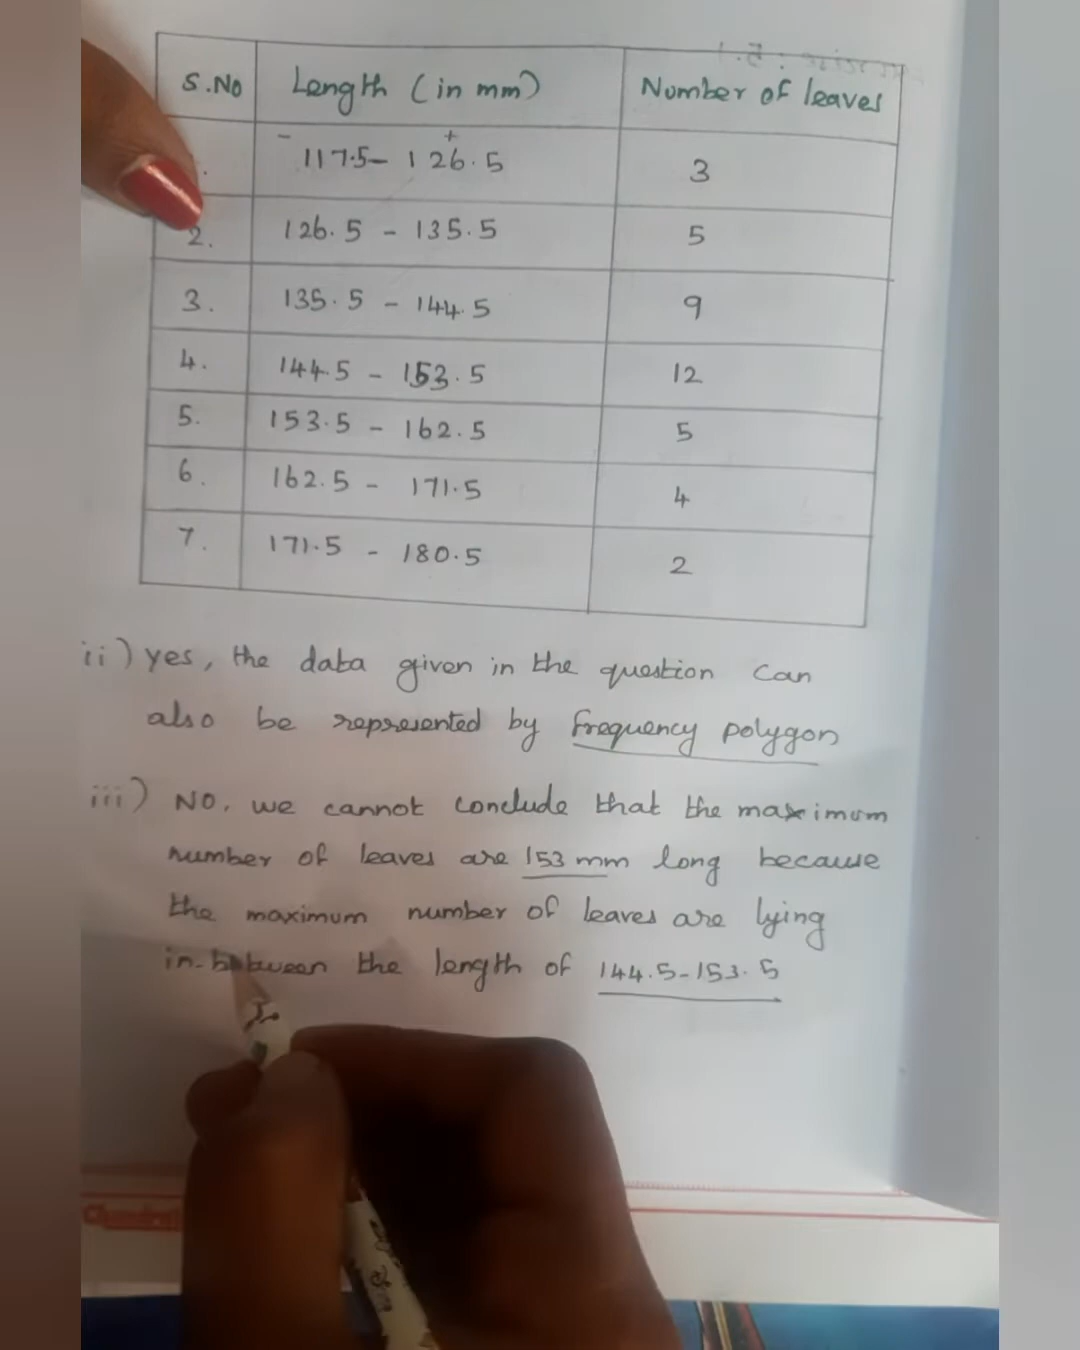 S.No Length (in mm) Number of leaves
117.5- 126.5 3
2. 126.5 - 135.5 5
3. 135.5 - 144.5 9
4. 144.5 - 153.5 12
5. 153.5 - 162.5 5
6. 162.5 - 171.5 4
7. 171.5 - 180.5 2
ii) yes, the data given in the question can
also be represented by frequency polygon
iii) NO, we cannot conclude that the maximum
number of leaves are 153 mm long because
the maximum number of leaves are lying
in-between the length of 144.5-153.5